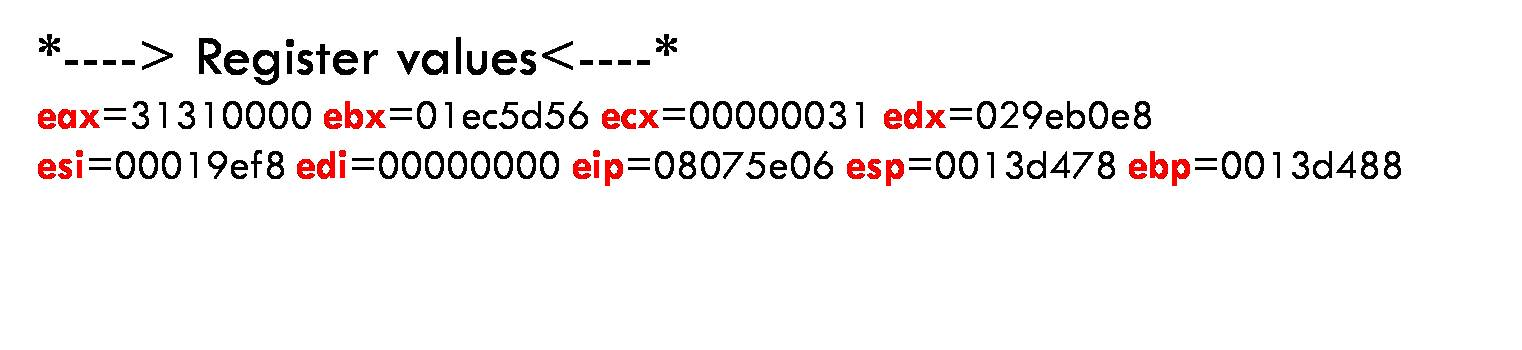 *----> Register values<----*
eax=31310000 ebx=01ec5d56 ecx=00000031 edx=029eb0e8
esi=00019ef8 edi=00000000 eip=08075e06 esp=0013d478 ebp=0013d488